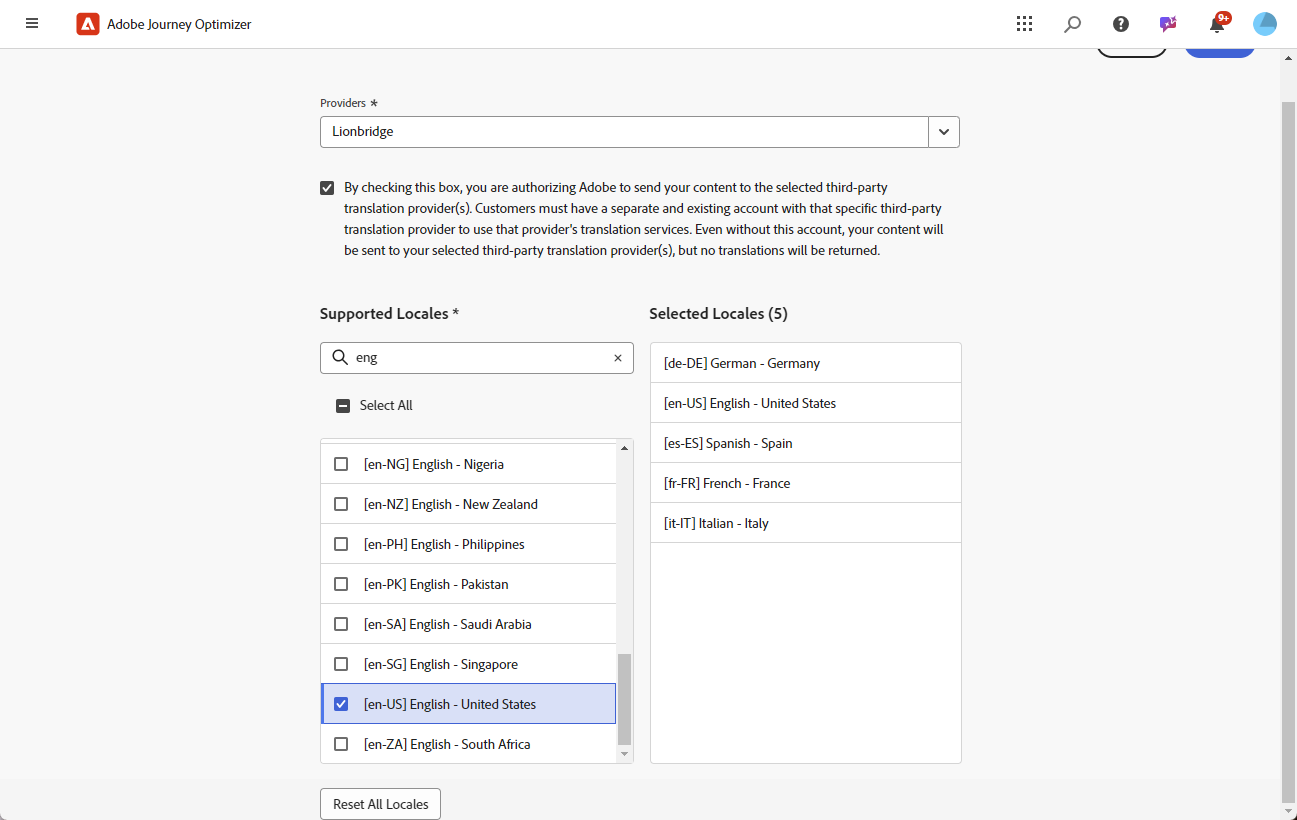 Adobe Journey Optimizer
9+
Providers *
Lionbridge
By checking this box, you are authorizing Adobe to send your content to the selected third-party
translation provider(s). Customers must have a separate and existing account with that specific third-party
translation provider to use that provider's translation services. Even without this account, your content will
be sent to your selected third-party translation provider(s), but no translations will be returned.
Supported Locales *
eng
Select All
[en-NG] English - Nigeria
[en-NZ] English - New Zealand
[en-PH] English - Philippines
[en-PK] English - Pakistan
[en-SA] English - Saudi Arabia
[en-SG] English - Singapore
[en-US] English - United States
[en-ZA] English - South Africa
Reset All Locales
Selected Locales (5)
[de-DE] German - Germany
[en-US] English - United States
[es-ES] Spanish - Spain
[fr-FR] French - France
[it-IT] Italian - Italy